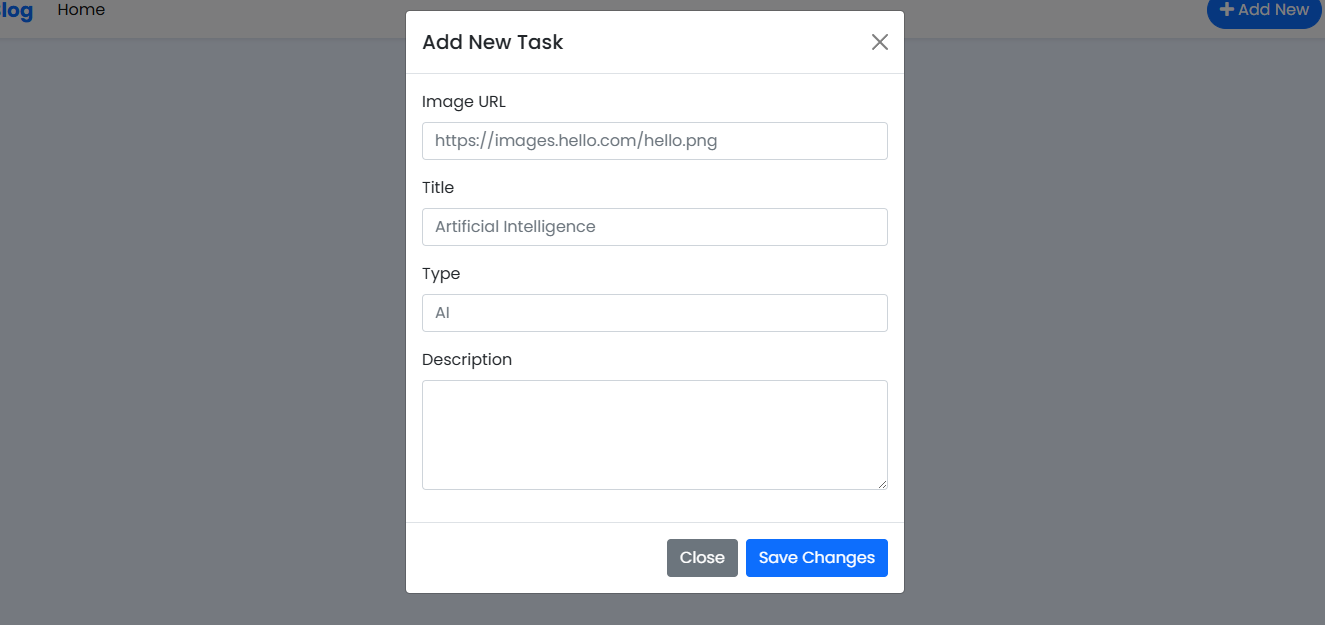 log Home Add New
Add New Task
Image URL
https://images.hello.com/hello.png
Title
Artificial Intelligence
Type
AI
Description
Close Save Changes